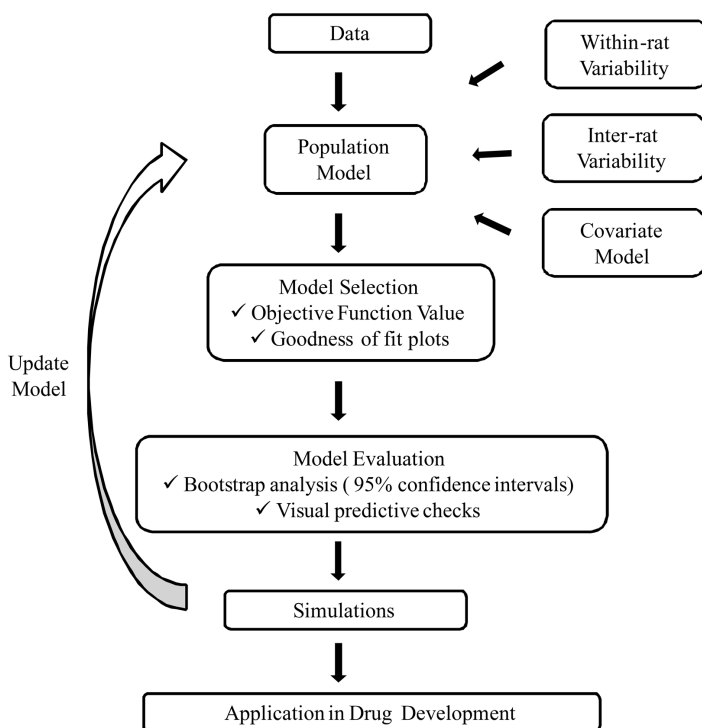 Data
Within-rat
Variability
Population
Model
Inter-rat
Variability
Covariate
Model
Model Selection
✓ Objective Function Value
✓ Goodness of fit plots
Update
Model
Model Evaluation
✓ Bootstrap analysis ( 95% confidence intervals)
✓ Visual predictive checks
Simulations
Application in Drug Development